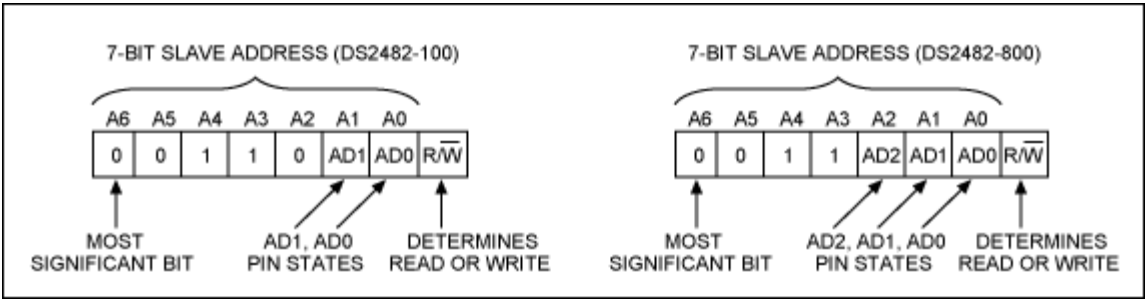 7-BIT SLAVE ADDRESS (DS2482-100)
A6 A5 A4 A3 A2 A1 A0
0 0 1 1 0 AD1 AD0 R/W̅
MOST
SIGNIFICANT BIT
AD1, AD0
PIN STATES
DETERMINES
READ OR WRITE
7-BIT SLAVE ADDRESS (DS2482-800)
A6 A5 A4 A3 A2 A1 A0
0 0 1 1 AD2 AD1 AD0 R/W̅
MOST
SIGNIFICANT BIT
AD2, AD1, AD0
PIN STATES
DETERMINES
READ OR WRITE